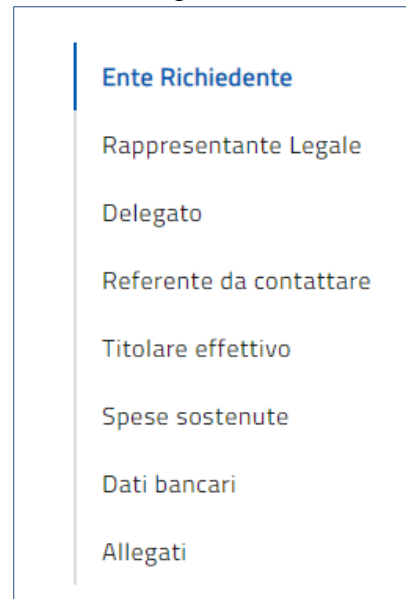 Ente Richiedente
Rappresentante Legale
Delegato
Referente da contattare
Titolare effettivo
Spese sostenute
Dati bancari
Allegati